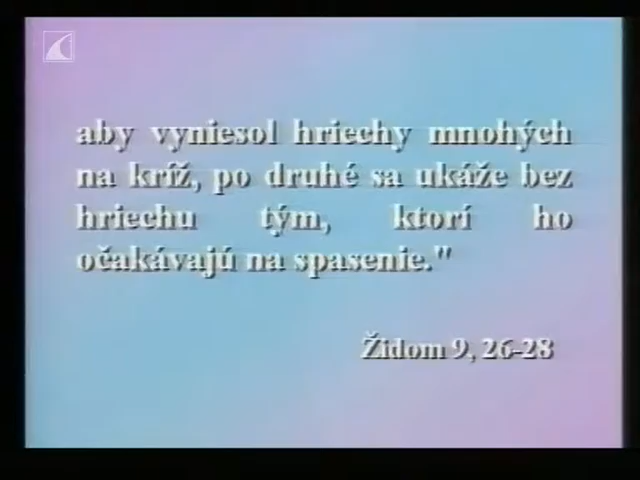 aby vyniesol hriechy mnohých
na kríž, po druhé sa ukáže bez
hriechu tým, ktorí ho
očakávajú na spasenie."
Židom 9, 26-28